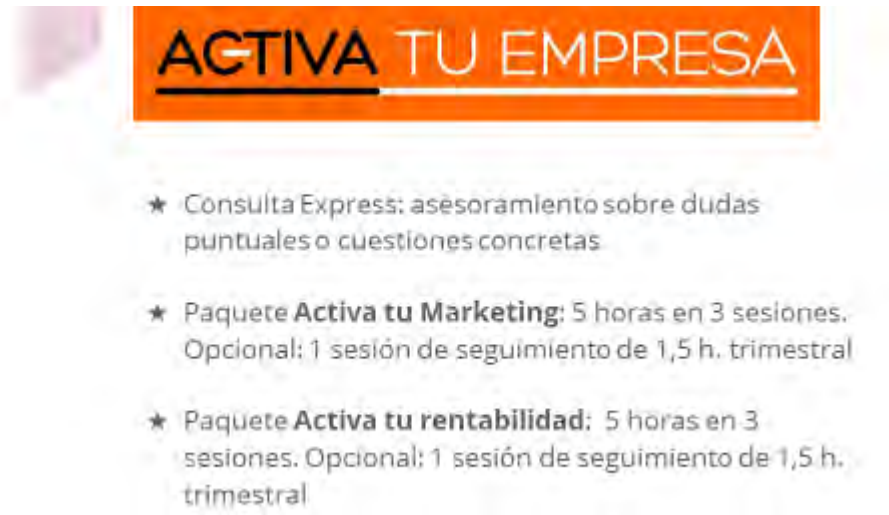 ACTIVA TU EMPRESA
★ Consulta Express: asesoramiento sobre dudas
puntuales o cuestiones concretas
★ Paquete Activa tu Marketing: 5 horas en 3 sesiones.
Opcional: 1 sesión de seguimiento de 1,5 h. trimestral
★ Paquete Activa tu rentabilidad: 5 horas en 3
sesiones. Opcional: 1 sesión de seguimiento de 1,5 h.
trimestral